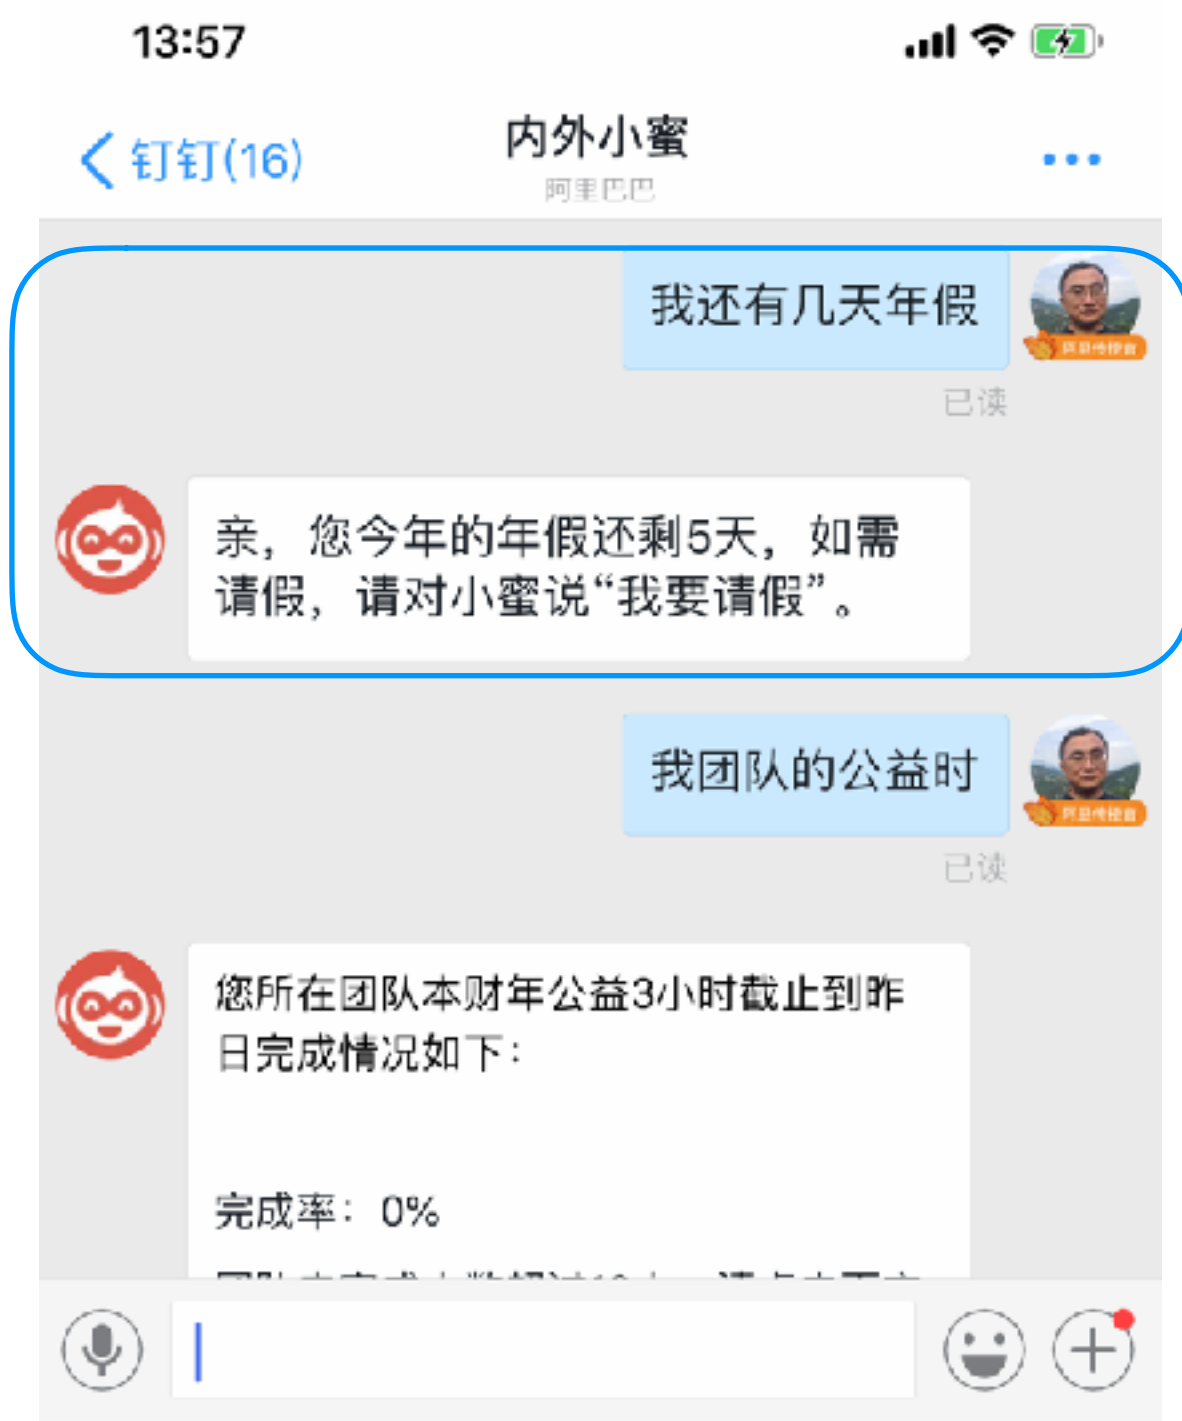 13:57
钉钉(16)
内外小蜜
阿里巴巴
我还有几天年假
已读
亲，您今年的年假还剩5天，如需
请假，请对小蜜说“我要请假”。
我团队的公益时
已读
您所在团队本财年公益3小时截止到昨
日完成情况如下：
完成率：0%